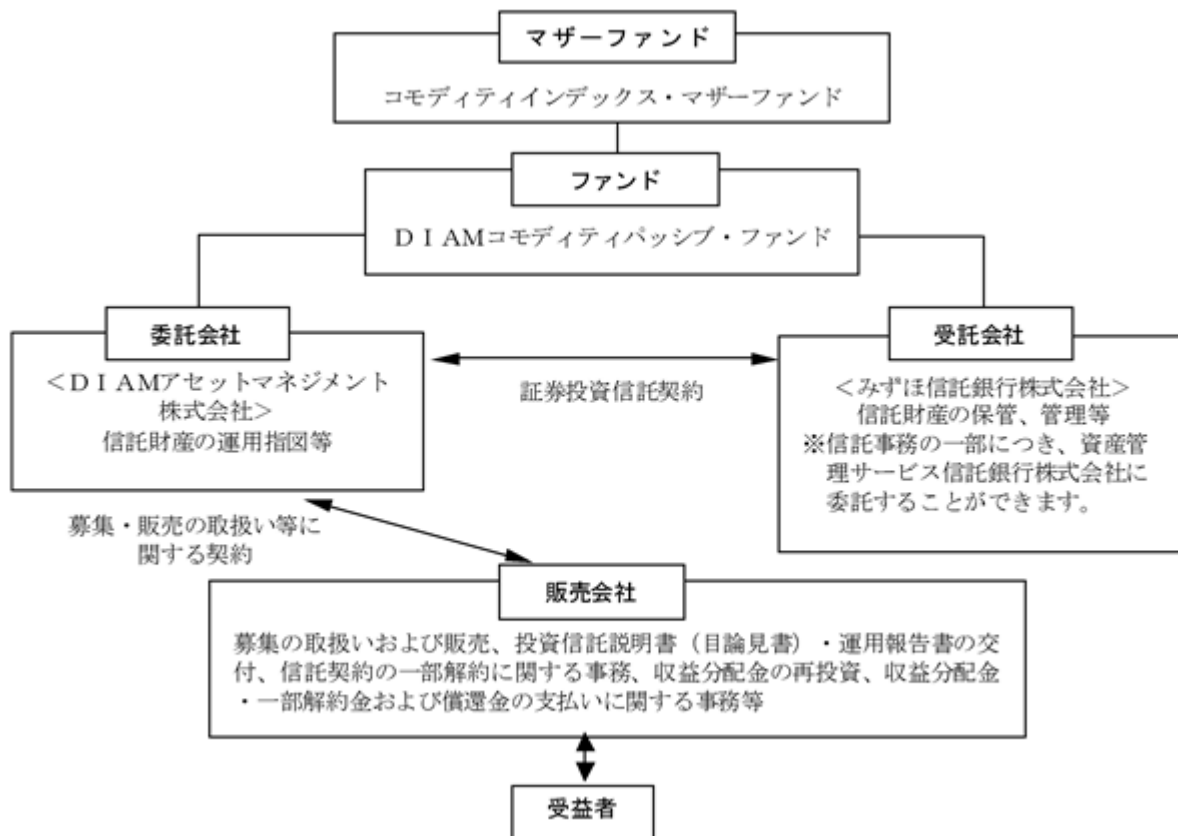 マザーファンド
コモディティインデックス・マザーファンド
ファンド
ＤＩＡＭコモディティパッシブ・ファンド
委託会社
＜ＤＩＡＭアセットマネジメント
株式会社＞
信託財産の運用指図等
証券投資信託契約
受託会社
＜みずほ信託銀行株式会社＞
信託財産の保管、管理等
※信託事務の一部につき、資産管
理サービス信託銀行株式会社に
委託することができます。
募集・販売の取扱い等に
関する契約
販売会社
募集の取扱いおよび販売、投資信託説明書（目論見書）・運用報告書の交
付、信託契約の一部解約に関する事務、収益分配金の再投資、収益分配金
・一部解約金および償還金の支払いに関する事務等
受益者